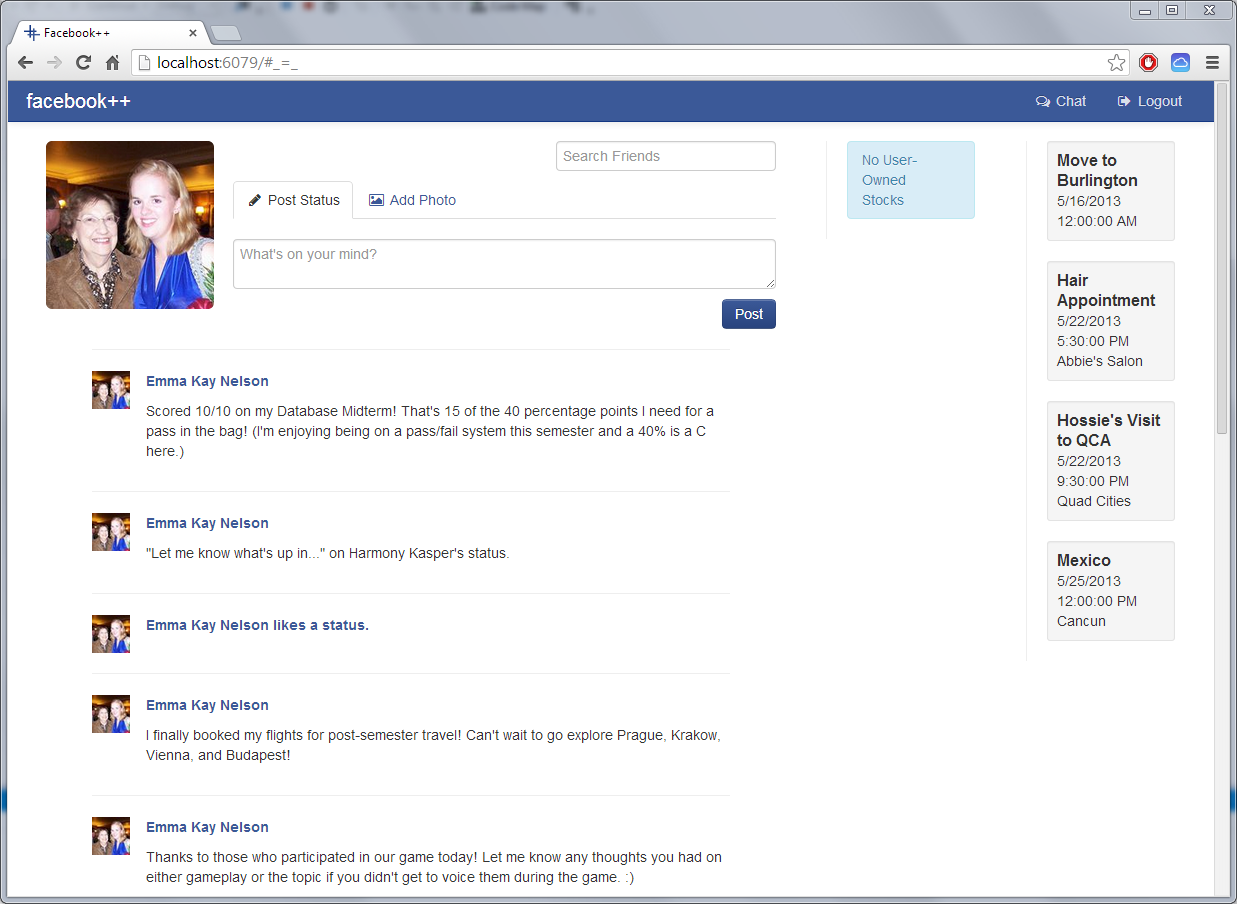 Facebook++
localhost:6079/#_=_
facebook++
Chat
Logout
Search Friends
Post Status
Add Photo
What's on your mind?
Post
Emma Kay Nelson
Scored 10/10 on my Database Midterm! That's 15 of the 40 percentage points I need for a
pass in the bag! (I'm enjoying being on a pass/fail system this semester and a 40% is a C
here.)
Emma Kay Nelson
"Let me know what's up in..." on Harmony Kasper's status.
Emma Kay Nelson likes a status.
Emma Kay Nelson
I finally booked my flights for post-semester travel! Can't wait to go explore Prague, Krakow,
Vienna, and Budapest!
Emma Kay Nelson
Thanks to those who participated in our game today! Let me know any thoughts you had on
either gameplay or the topic if you didn't get to voice them during the game. :)
No User-
Owned
Stocks
Move to
Burlington
5/16/2013
12:00:00 AM
Hair
Appointment
5/22/2013
5:30:00 PM
Abbie's Salon
Hossie's Visit
to QCA
5/22/2013
9:30:00 PM
Quad Cities
Mexico
5/25/2013
12:00:00 PM
Cancun